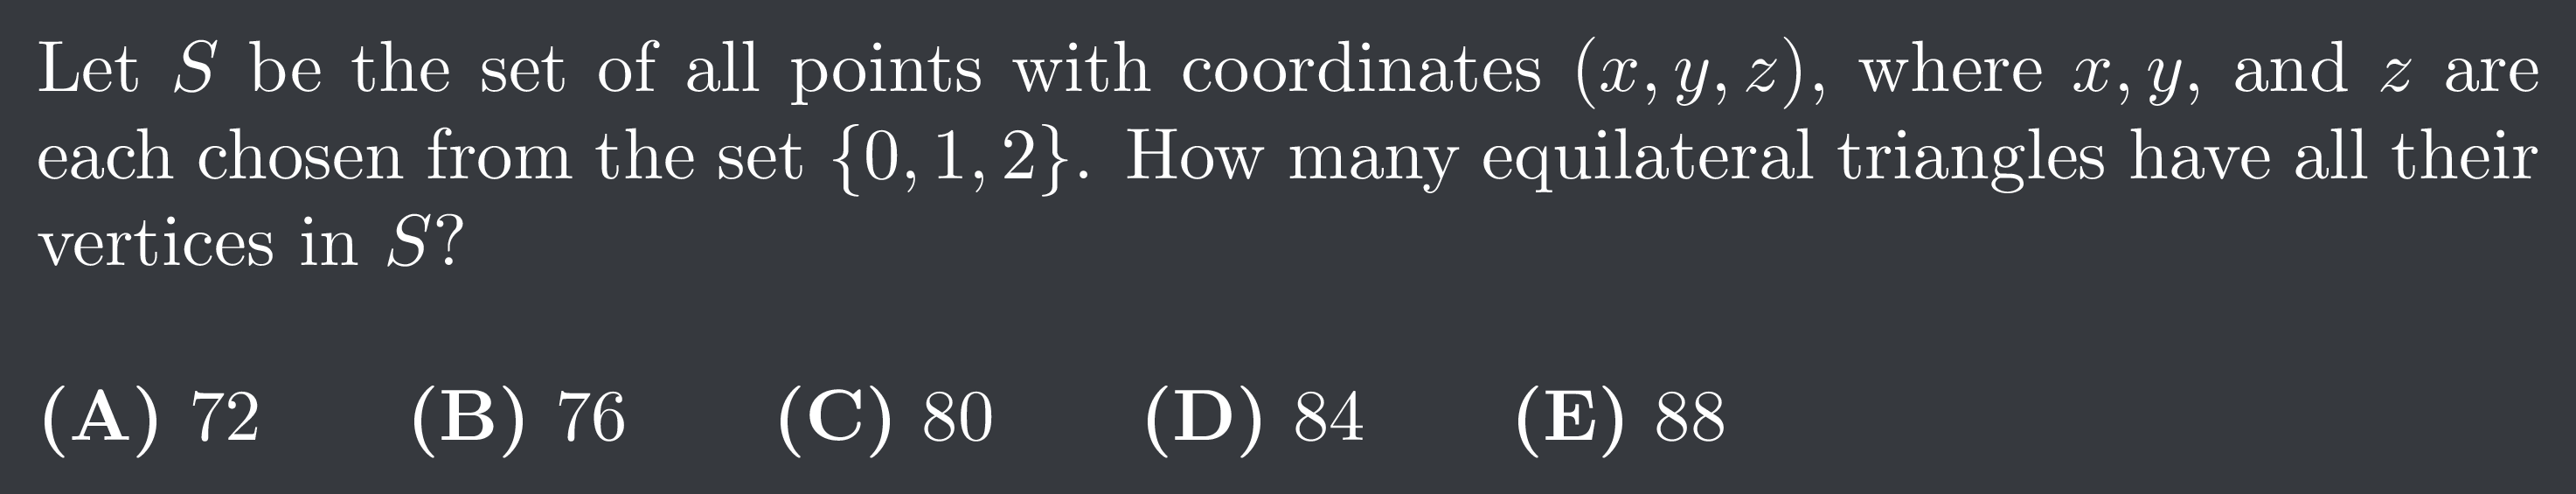 Let S be the set of all points with coordinates (x, y, z), where x, y, and z are
each chosen from the set {0, 1, 2}. How many equilateral triangles have all their
vertices in S?
(A) 72 (B) 76 (C) 80 (D) 84 (E) 88